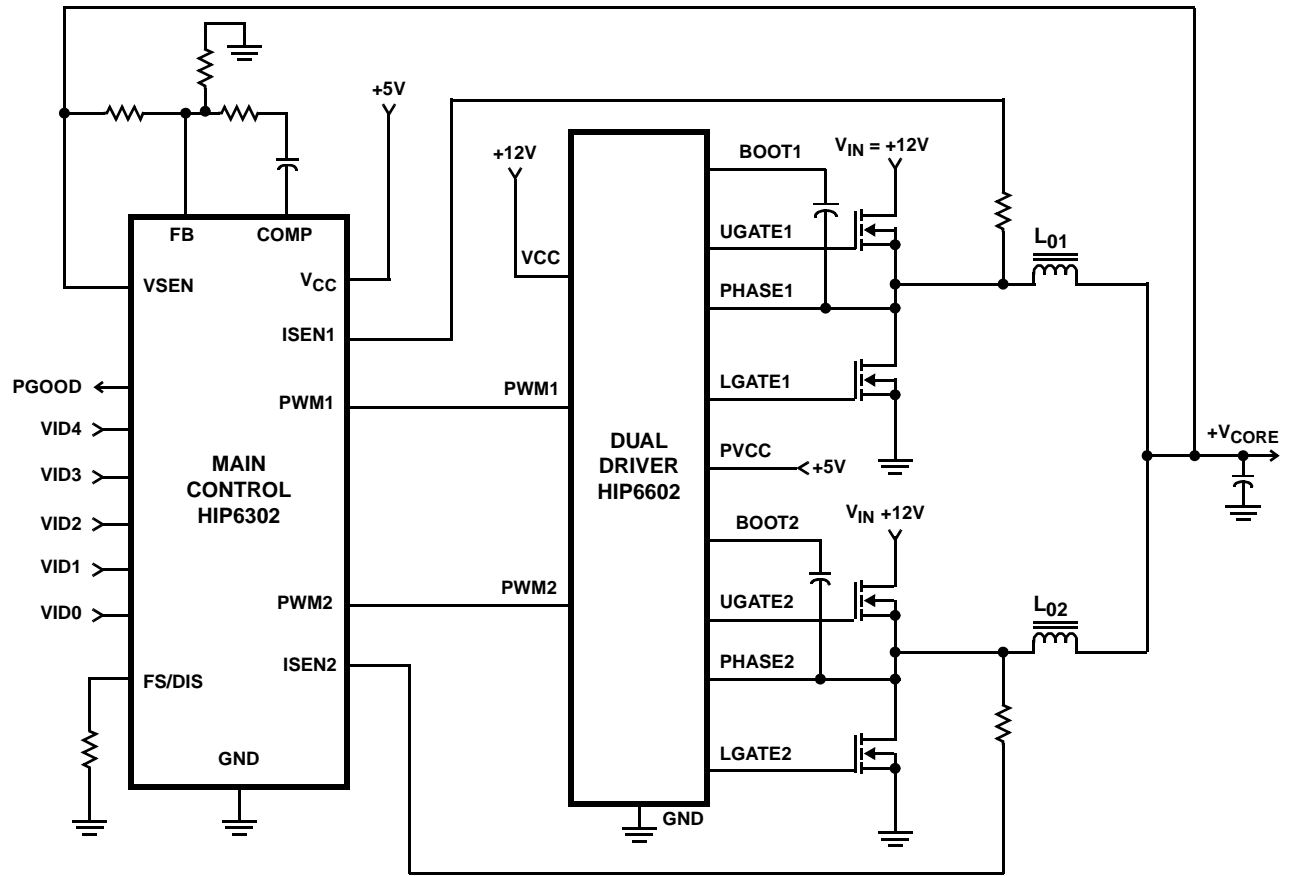 +5V
+12V
BOOT1
V_IN = +12V
FB
COMP
UGATE1
L_01
VCC
V_CC
VSEN
PHASE1
ISEN1
PGOOD
PWM1
PWM1
LGATE1
VID4
+V_CORE
DUAL
DRIVER
HIP6602
PVCC
+5V
MAIN
CONTROL
HIP6302
VID3
VID2
BOOT2
V_IN +12V
VID1
PWM2
PWM2
UGATE2
L_02
VID0
ISEN2
PHASE2
FS/DIS
LGATE2
GND
GND